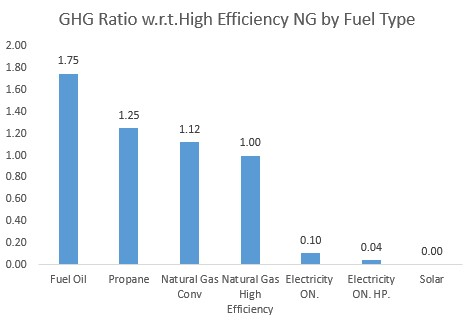 GHG Ratio w.r.t.High Efficiency NG by Fuel Type
2.00
1.80
1.60
1.40
1.20
1.00
0.80
0.60
0.40
0.20
0.00
1.75
1.25
1.12
1.00
0.10
0.04
0.00
Fuel Oil
Propane
Natural Gas
Conv
Natural Gas
High
Efficiency
Electricity
ON.
Electricity
ON. HP.
Solar